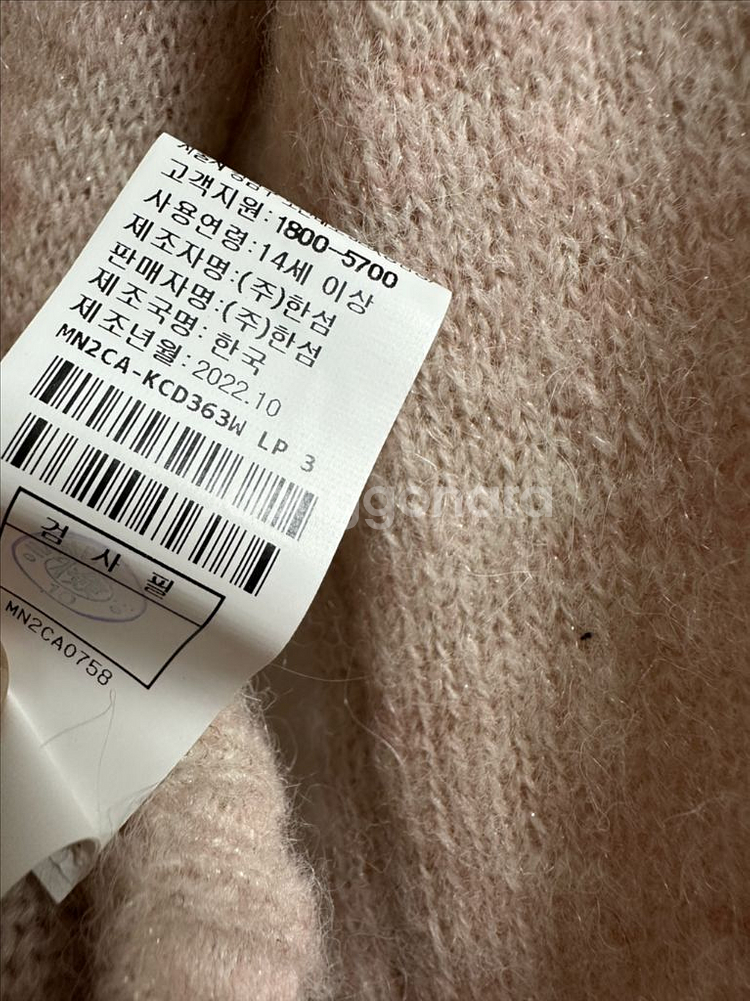 고객지원:1800-5700
사용연령:14세 이상
제조자명:(주)한섬
판매자명:(주)한섬
제조국명: 한국
제조년월:2022.10
MN2CA-KCD363W LP 3
검 사 필
MN2CA0758